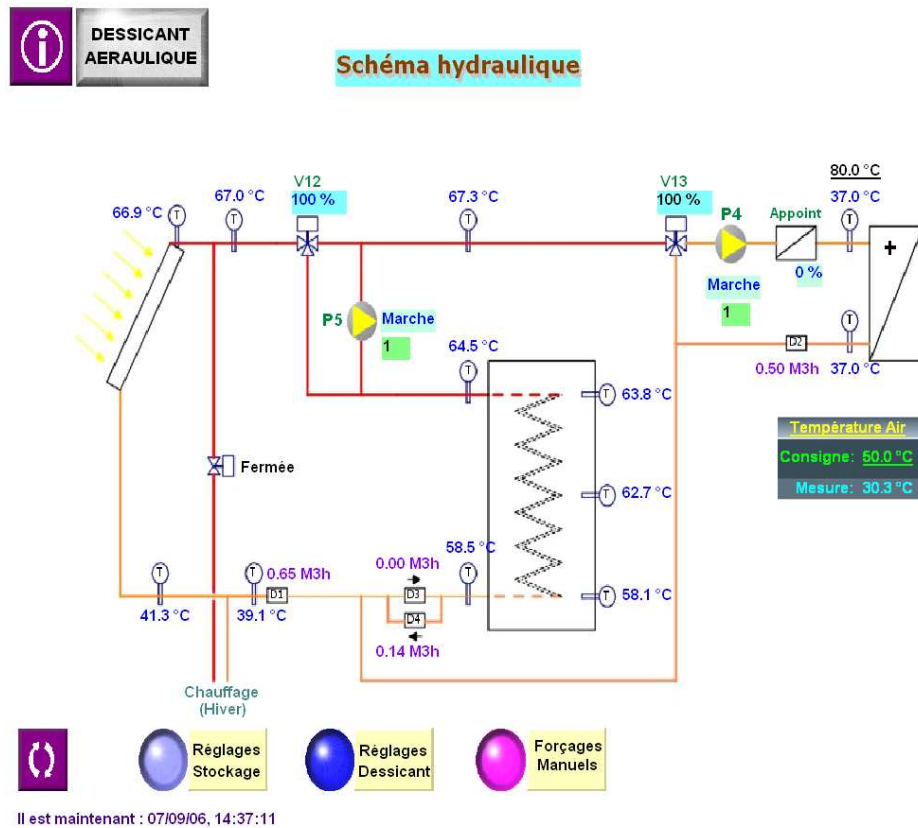 DESSICANT
AERAULIQUE
Schéma hydraulique
80.0 °C
V12
V13
67.0 °C
100 %
67.3 °C
100 %
P4
Appoint
37.0 °C
66.9 °C
T
T
T
T
+
0 %
P5
Marche
1
Marche
1
64.5 °C
T
D2
T
0.50 M3h
37.0 °C
T
63.8 °C
Température Air
Consigne: 50.0 °C
Mesure: 30.3 °C
Fermée
T
62.7 °C
58.5 °C
0.00 M3h
T
T
0.65 M3h
D1
D3
T
T
58.1 °C
41.3 °C
39.1 °C
D4
0.14 M3h
Chauffage
(Hiver)
Réglages
Stockage
Réglages
Dessicant
Forçages
Manuels
Il est maintenant : 07/09/06, 14:37:11